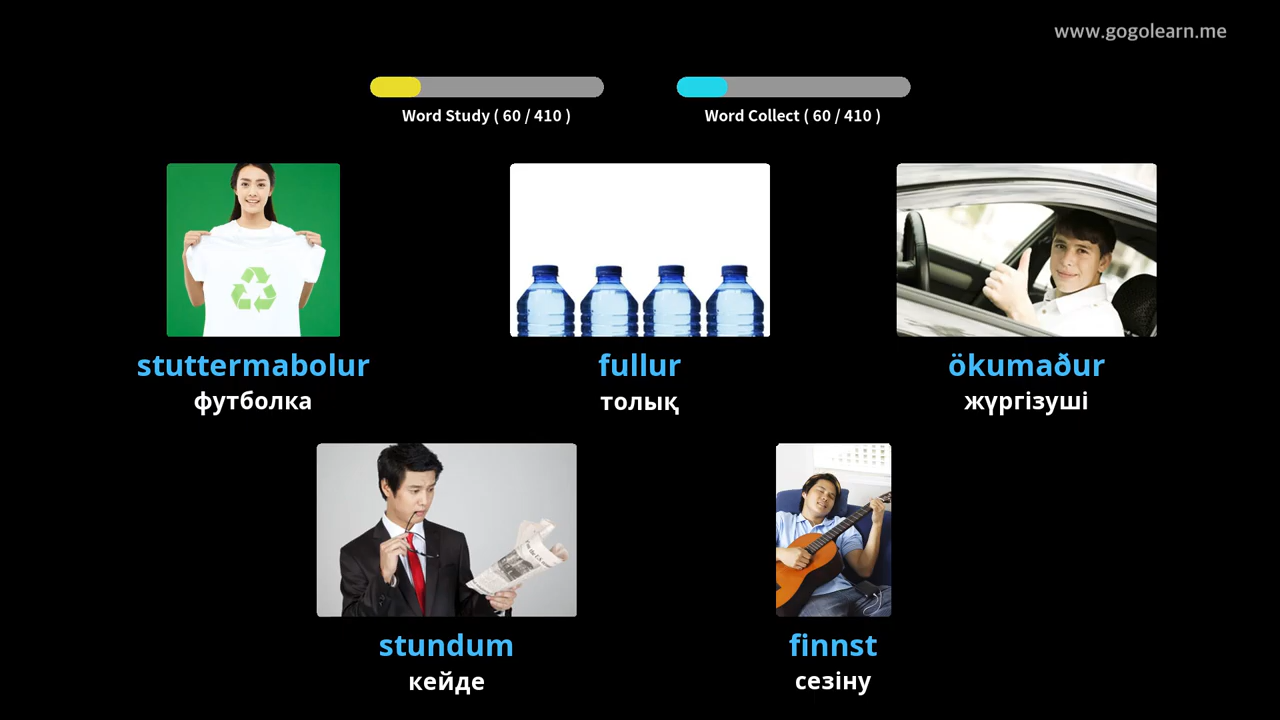 www.gogolearn.me
Word Study ( 60 / 410 )
Word Collect ( 60 / 410 )
stuttermabolur
футболка
fullur
толық
ökumaður
жүргізуші
stundum
кейде
finnst
сезіну